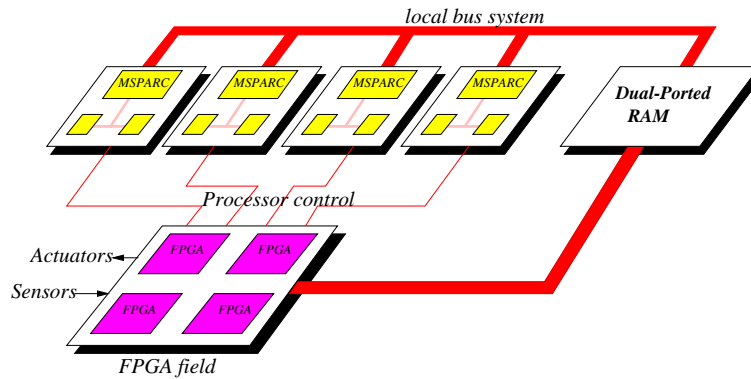 local bus system
MSPARC
MSPARC
MSPARC
MSPARC
Dual-Ported
RAM
Processor control
Actuators
FPGA
FPGA
Sensors
FPGA
FPGA
FPGA field